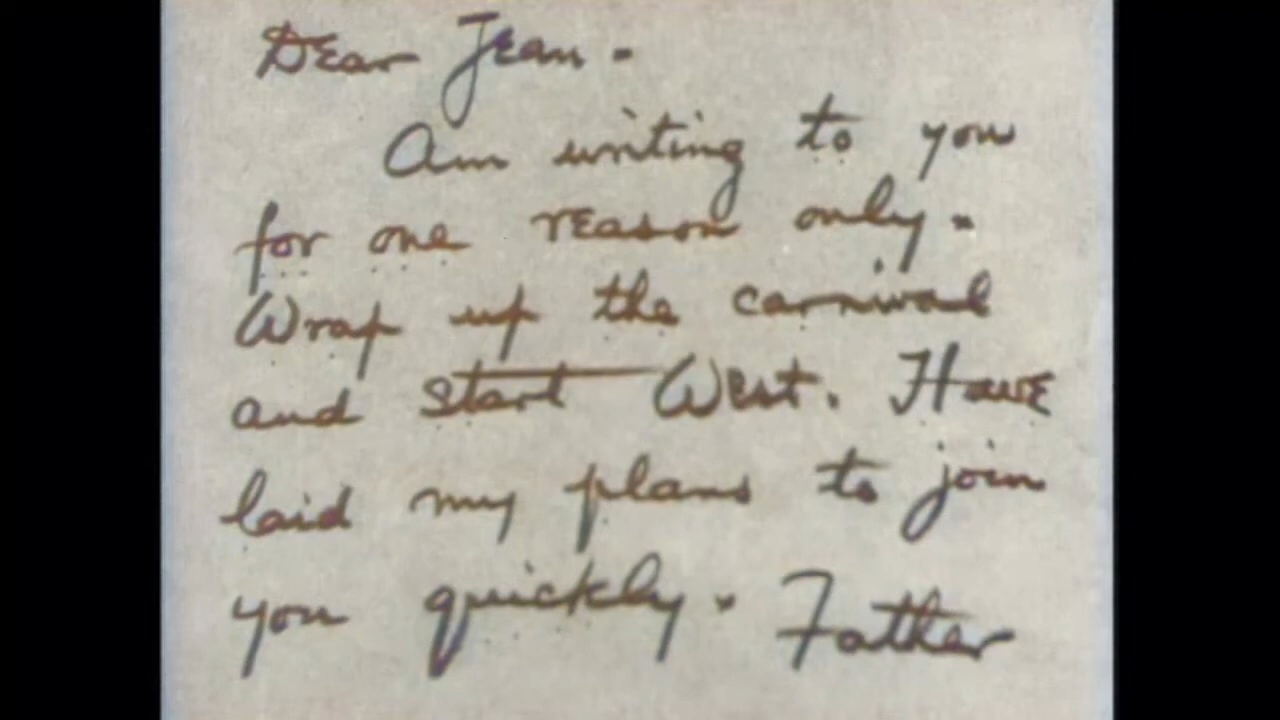 Dear Jean -
Am writing to you
for one reason only.
Wrap up the carnival
and start West. Have
laid my plans to join
you quickly. Father